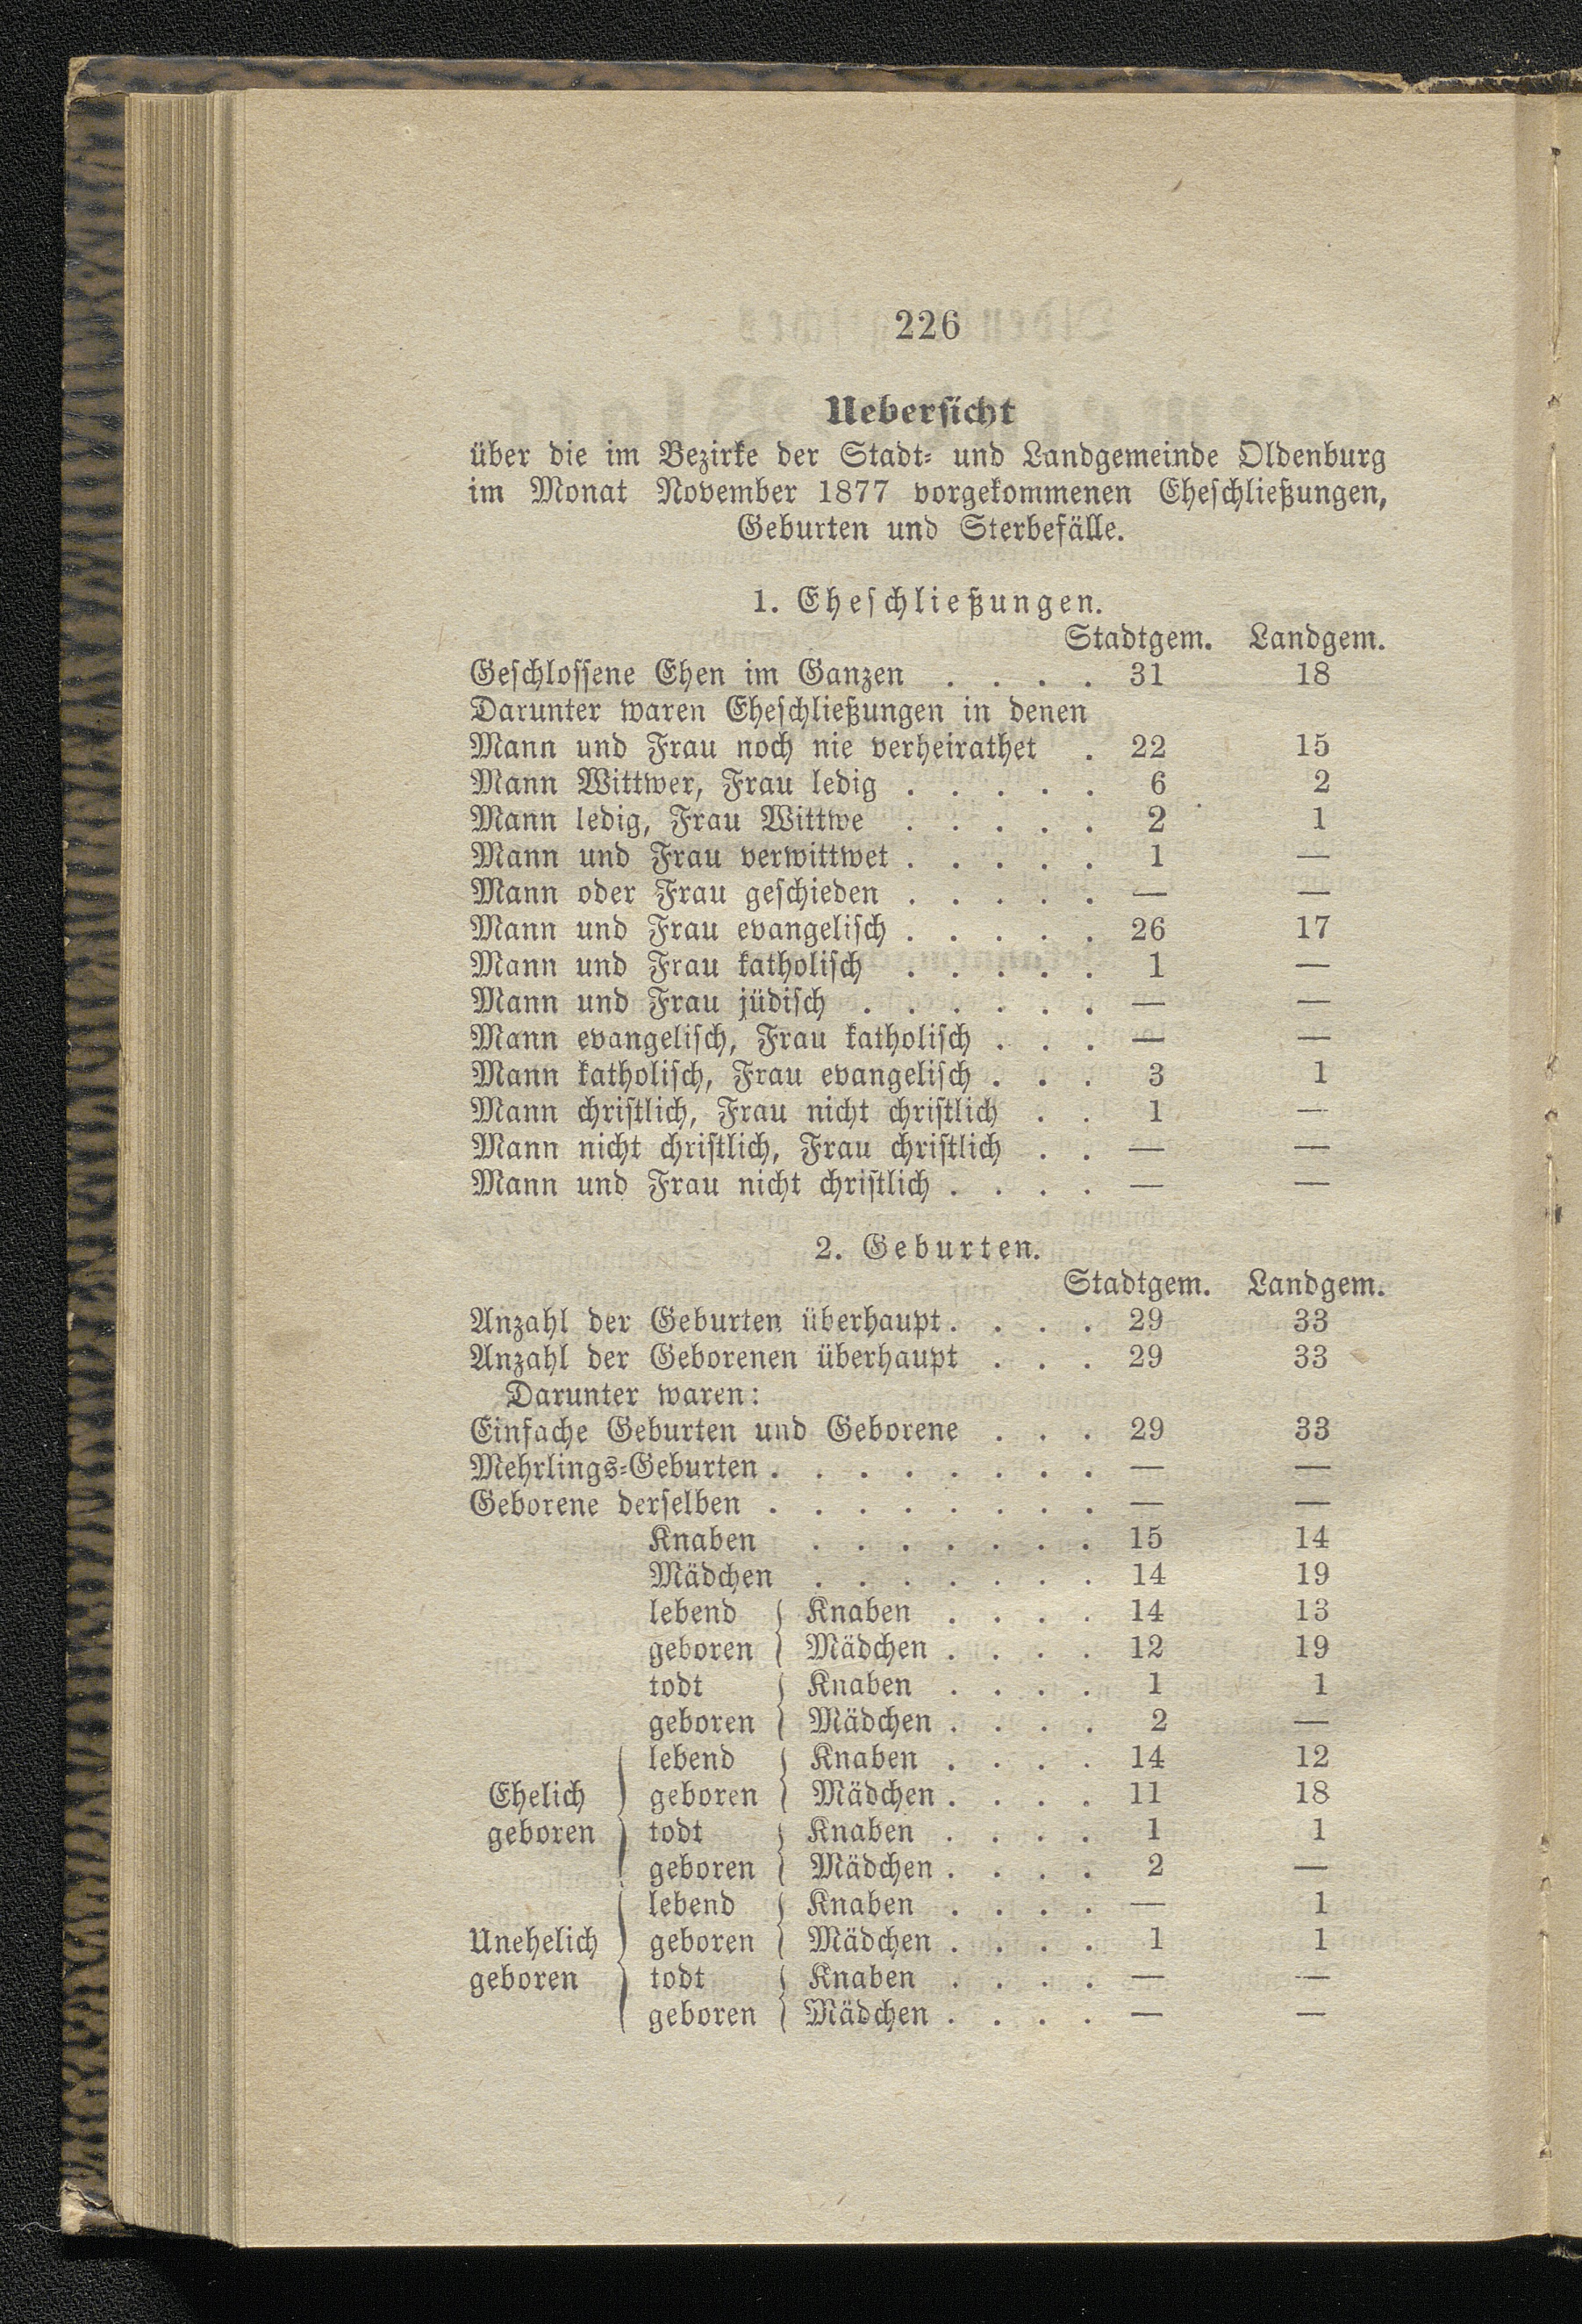 226
Uebersicht
über die im Bezirke der Stadt- und Landgemeinde Oldenburg
im Monat November 1877 vorgekommenen Eheschließungen,
Geburten und Sterbefälle.
1. Eheschließungen.
Stadtgem. Landgem.
Geschlossene Ehen im Ganzen . . . . 31 18
Darunter waren Eheschließungen in denen
Mann und Frau noch nie verheirathet . 22 15
Mann Wittwer, Frau ledig . . . . . 6 2
Mann ledig, Frau Wittwe . . . . . 2 1
Mann und Frau verwittwet . . . . . 1 —
Mann oder Frau geschieden . . . . . — —
Mann und Frau evangelisch . . . . . 26 17
Mann und Frau katholisch . . . . . 1 —
Mann und Frau jüdisch . . . . . . — —
Mann evangelisch, Frau katholisch . . . — —
Mann katholisch, Frau evangelisch . . . 3 1
Mann christlich, Frau nicht christlich . . 1 —
Mann nicht christlich, Frau christlich . . — —
Mann und Frau nicht christlich . . . . — —
2. Geburten.
Stadtgem. Landgem.
Anzahl der Geburten überhaupt . . . . 29 33
Anzahl der Geborenen überhaupt . . . 29 33
Darunter waren:
Einfache Geburten und Geborene . . . 29 33
Mehrlings-Geburten . . . . . . . . — —
Geborene derselben . . . . . . . . — —
Knaben . . . . . . . 15 14
Mädchen . . . . . . . 14 19
lebend { Knaben . . . . 14 13
geboren { Mädchen . . . . 12 19
todt { Knaben . . . . 1 1
geboren { Mädchen . . . . 2 —
lebend { Knaben . . . . 14 12
Ehelich geboren { Mädchen . . . . 11 18
geboren todt { Knaben . . . . 1 1
geboren { Mädchen . . . . 2 —
lebend { Knaben . . . . — 1
Unehelich geboren { Mädchen . . . . 1 1
geboren todt { Knaben . . . . — —
geboren { Mädchen . . . . — —